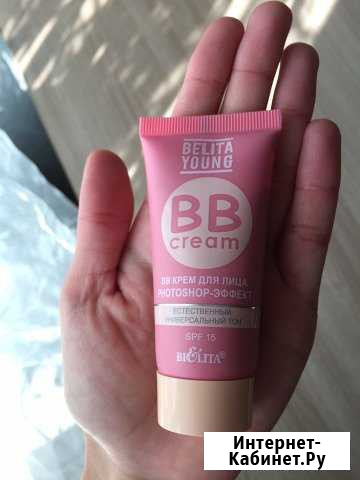 BELITA
YOUNG
BB
cream
BB КРЕМ ДЛЯ ЛИЦА
PHOTOSHOP-ЭФФЕКТ
ЕСТЕСТВЕННЫЙ
УНИВЕРСАЛЬНЫЙ ТОН
SPF 15
BIELITA®
Интернет-
Кабинет.Ру